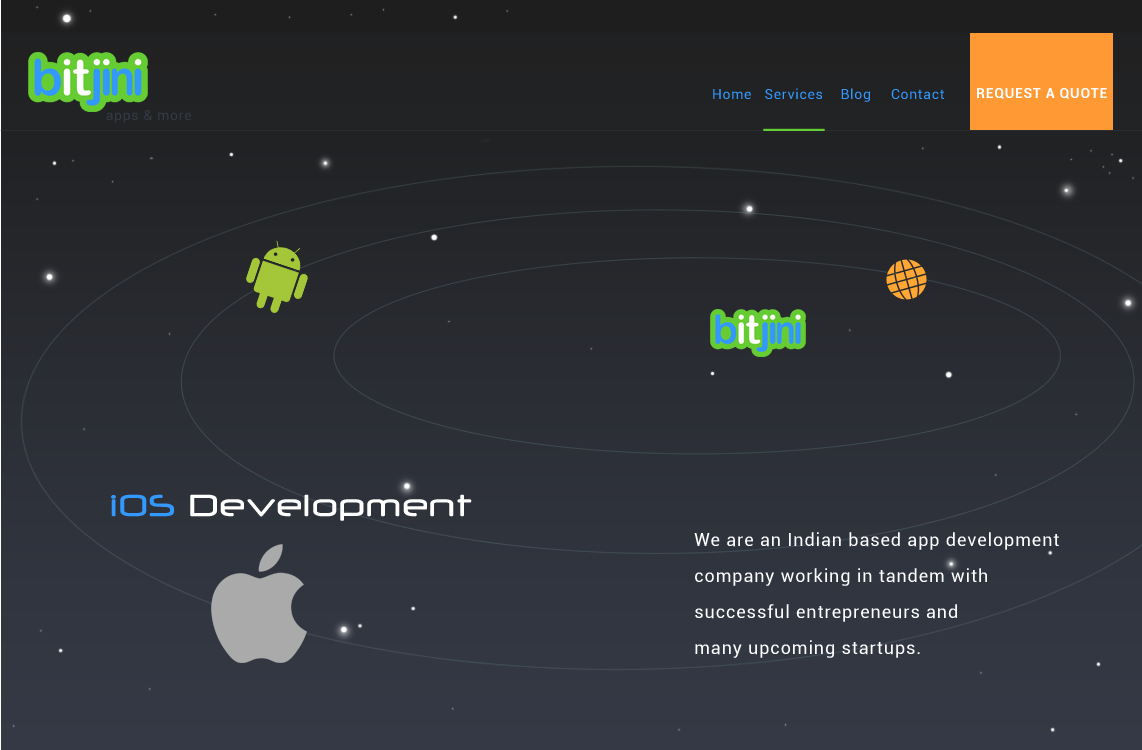 bitjini
apps & more
Home Services Blog Contact
REQUEST A QUOTE
bitjini
iOS Development
We are an Indian based app development
company working in tandem with
successful entrepreneurs and
many upcoming startups.